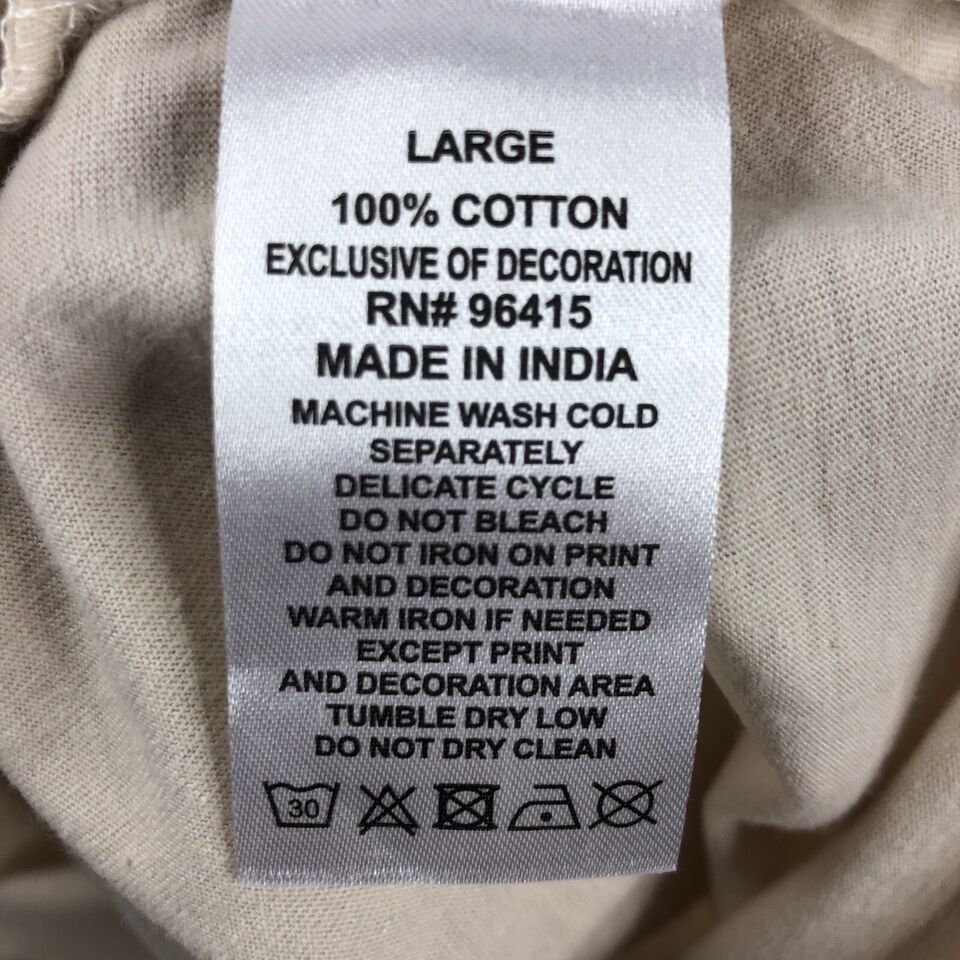 LARGE
100% COTTON
EXCLUSIVE OF DECORATION
RN# 96415
MADE IN INDIA
MACHINE WASH COLD
SEPARATELY
DELICATE CYCLE
DO NOT BLEACH
DO NOT IRON ON PRINT
AND DECORATION
WARM IRON IF NEEDED
EXCEPT PRINT
AND DECORATION AREA
TUMBLE DRY LOW
DO NOT DRY CLEAN
30